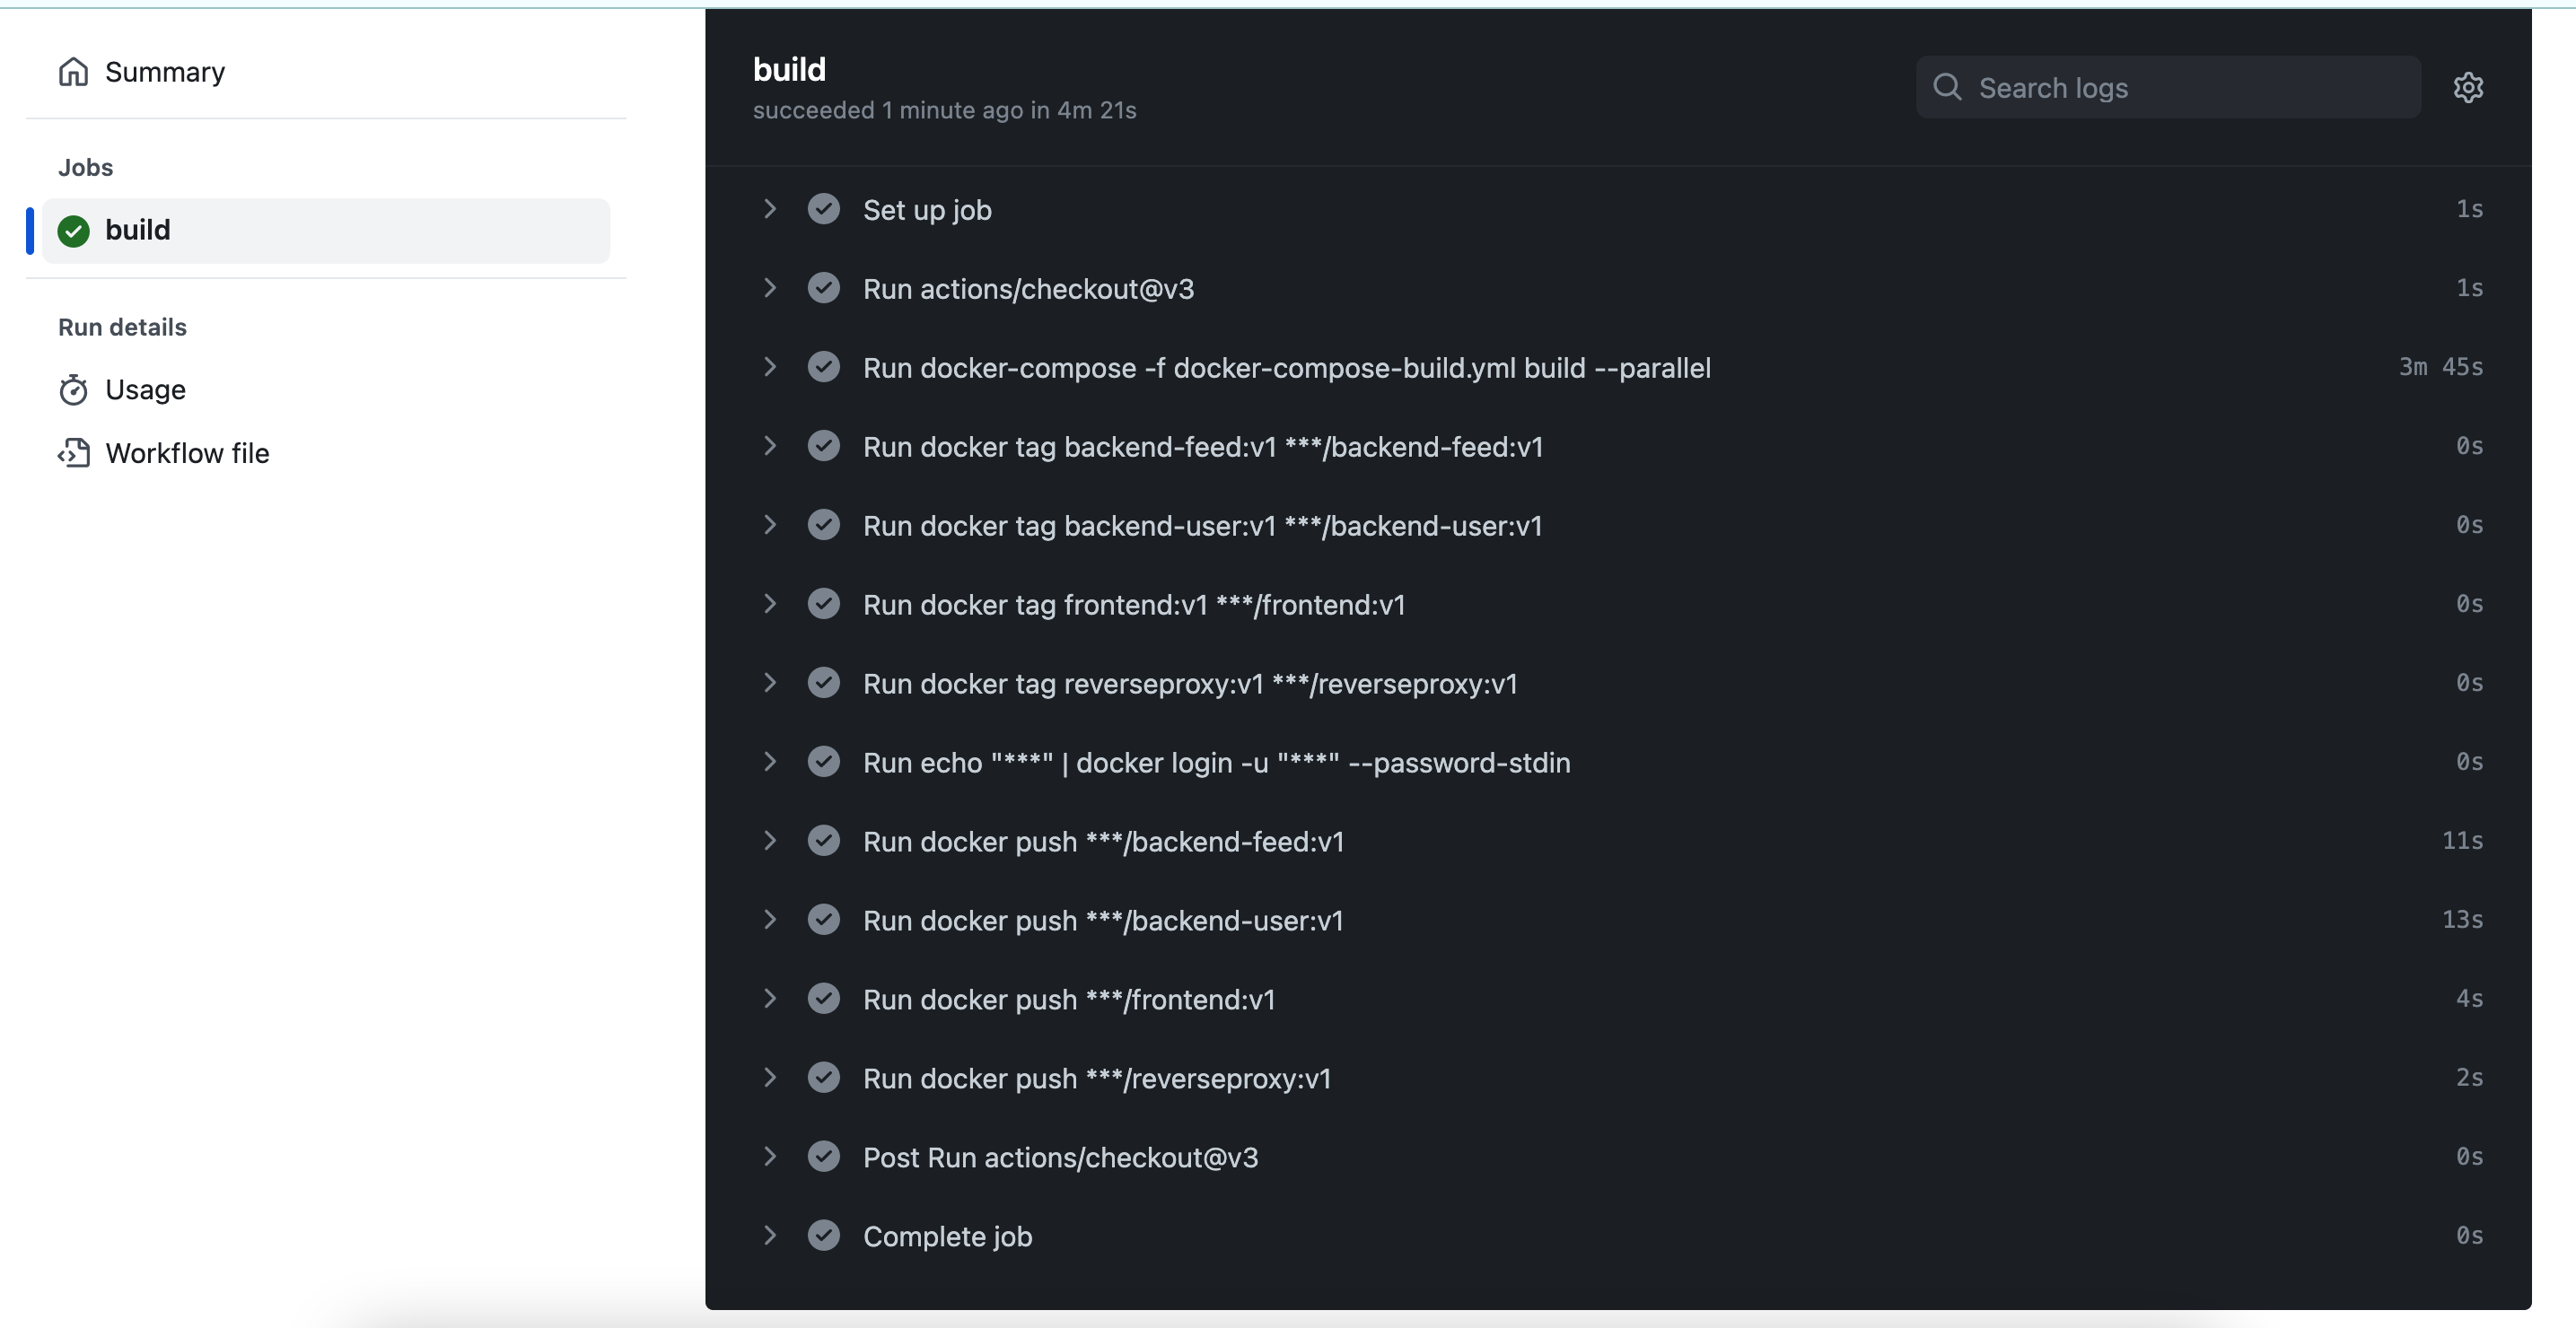 Summary
Jobs
build
Run details
Usage
Workflow file
build
succeeded 1 minute ago in 4m 21s
Search logs
Set up job 1s
Run actions/checkout@v3 1s
Run docker-compose -f docker-compose-build.yml build --parallel 3m 45s
Run docker tag backend-feed:v1 ***/backend-feed:v1 0s
Run docker tag backend-user:v1 ***/backend-user:v1 0s
Run docker tag frontend:v1 ***/frontend:v1 0s
Run docker tag reverseproxy:v1 ***/reverseproxy:v1 0s
Run echo "***" | docker login -u "***" --password-stdin 0s
Run docker push ***/backend-feed:v1 11s
Run docker push ***/backend-user:v1 13s
Run docker push ***/frontend:v1 4s
Run docker push ***/reverseproxy:v1 2s
Post Run actions/checkout@v3 0s
Complete job 0s